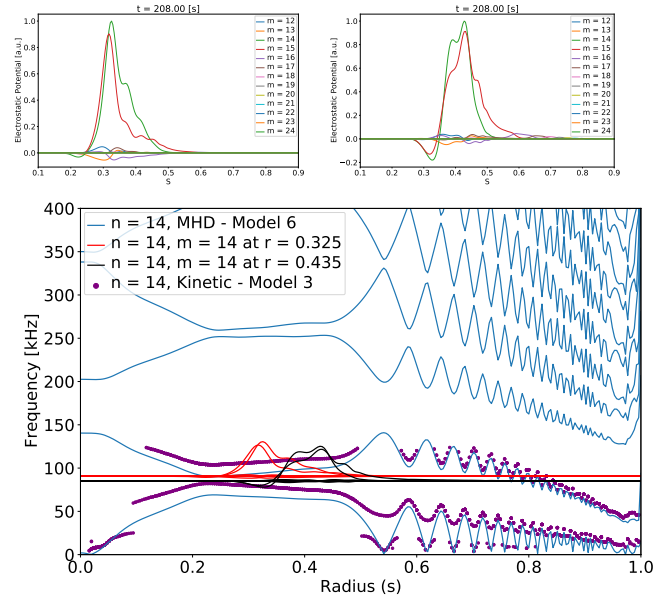 t = 208.00 [s]
Electrostatic Potential [a.u.]
1.0
0.8
0.6
0.4
0.2
0.0
0.1 0.2 0.3 0.4 0.5 0.6 0.7 0.8 0.9
S
m = 12
m = 13
m = 14
m = 15
m = 16
m = 17
m = 18
m = 19
m = 20
m = 21
m = 22
m = 23
m = 24
t = 208.00 [s]
Electrostatic Potential [a.u.]
1.0
0.8
0.6
0.4
0.2
0.0
−0.2
0.1 0.2 0.3 0.4 0.5 0.6 0.7 0.8 0.9
S
m = 12
m = 13
m = 14
m = 15
m = 16
m = 17
m = 18
m = 19
m = 20
m = 21
m = 22
m = 23
m = 24
Frequency [kHz]
400
350
300
250
200
150
100
50
0
n = 14, MHD - Model 6
n = 14, m = 14 at r = 0.325
n = 14, m = 14 at r = 0.435
n = 14, Kinetic - Model 3
0.0 0.2 0.4 0.6 0.8 1.0
Radius (s)